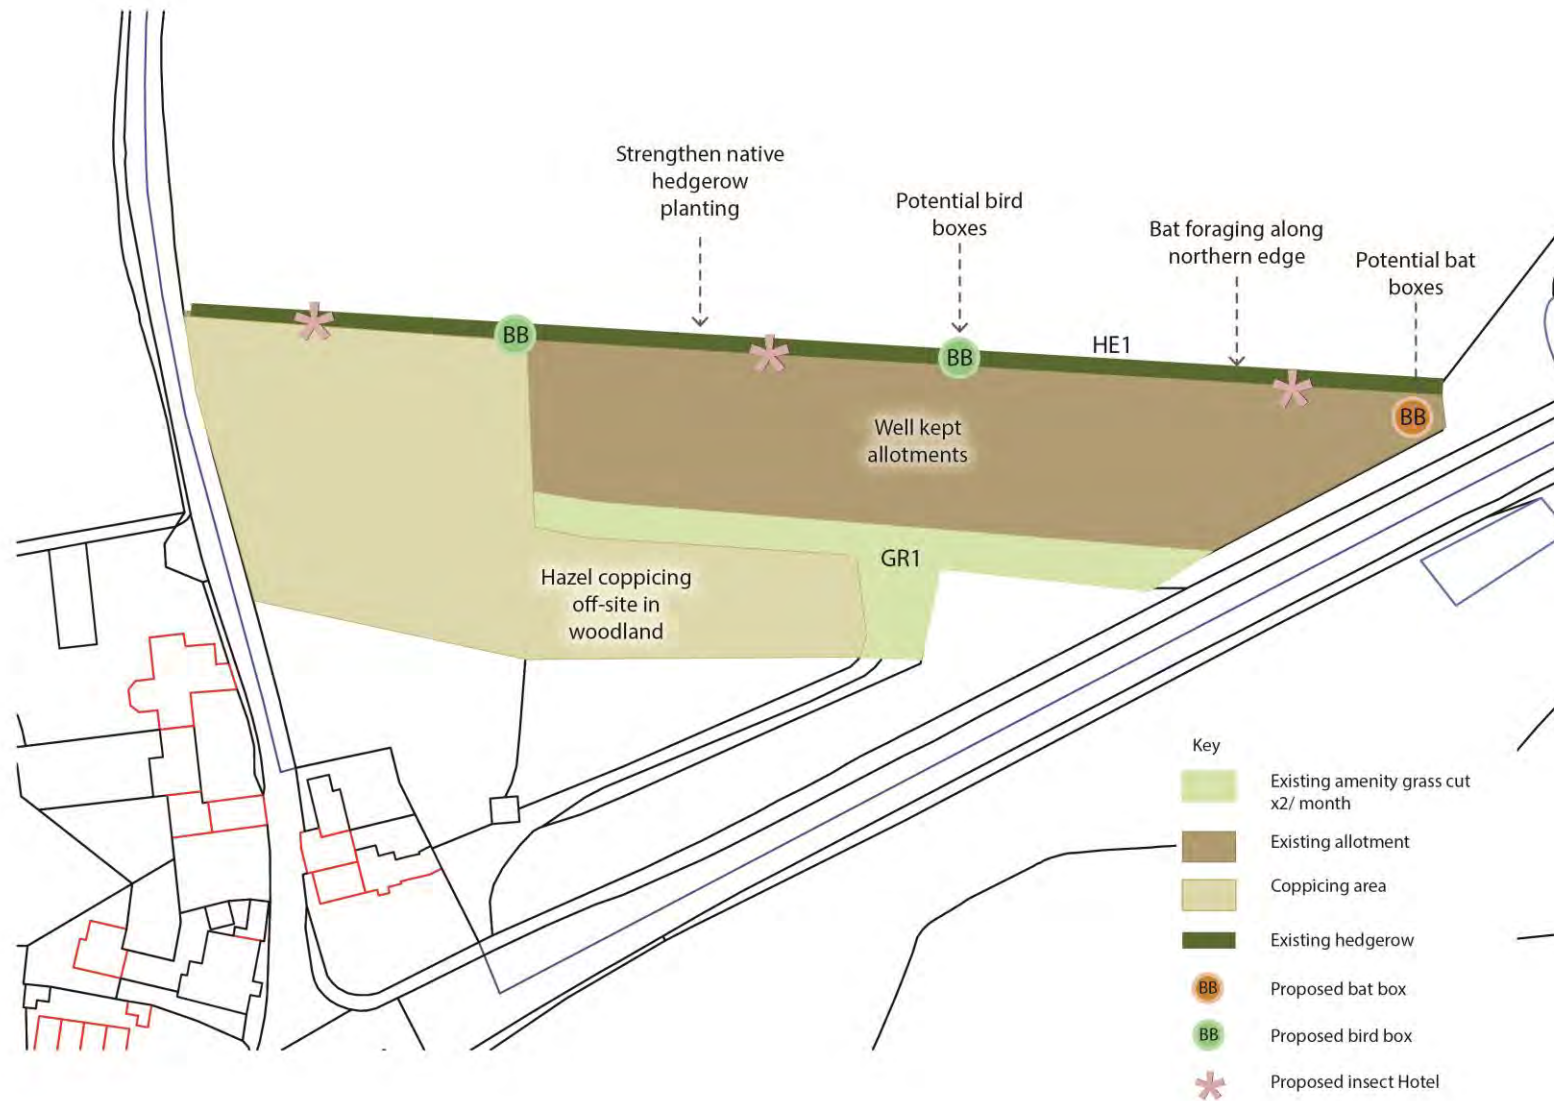 Strengthen native
hedgerow
planting
Potential bird
boxes
Bat foraging along
northern edge
Potential bat
boxes
BB
BB
HE1
BB
Well kept
allotments
GR1
Hazel coppicing
off-site in
woodland
Key
Existing amenity grass cut
x2/ month
Existing allotment
Coppicing area
Existing hedgerow
BB
Proposed bat box
BB
Proposed bird box
Proposed insect Hotel